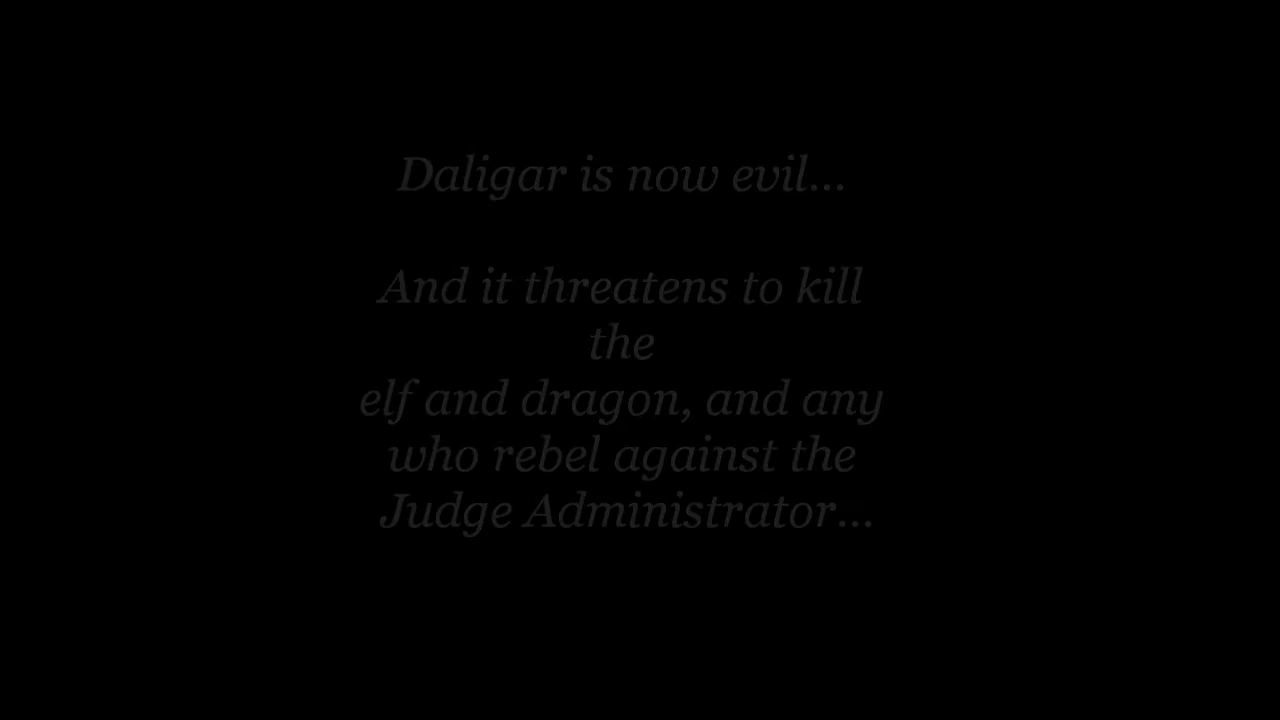 Daligar is now evil...
And it threatens to kill
the
elf and dragon, and any
who rebel against the
Judge Administrator...